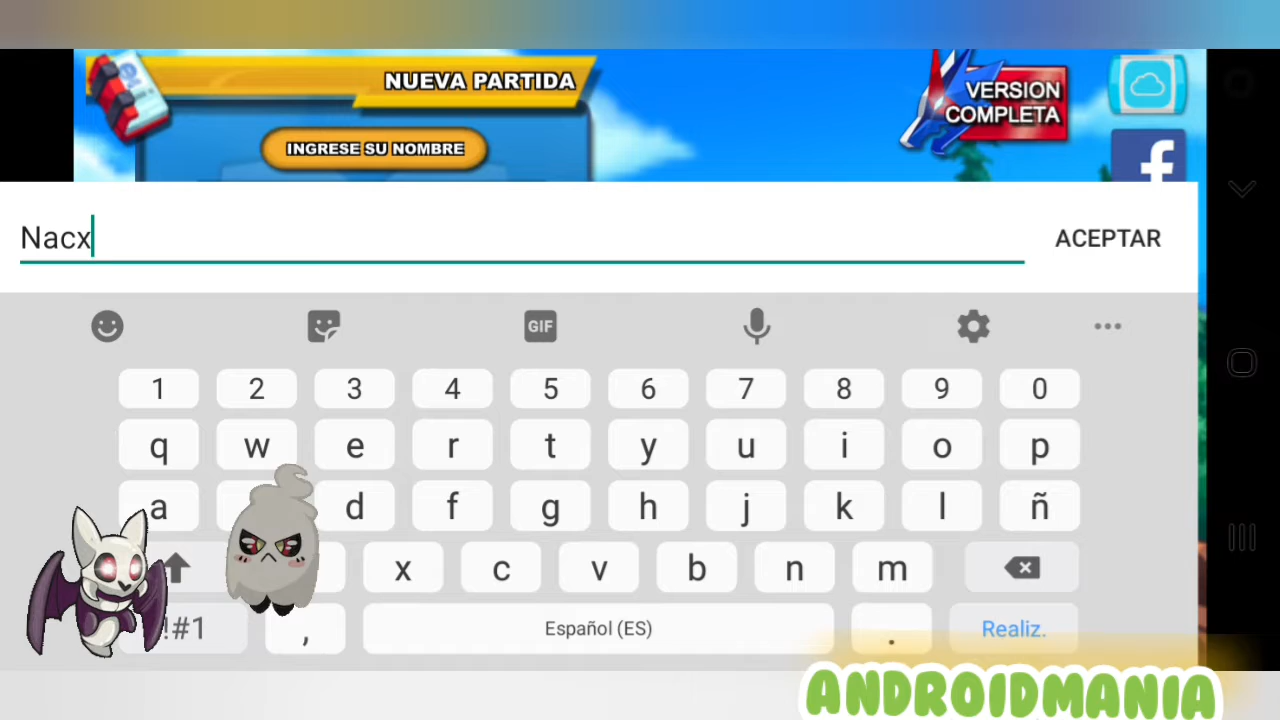 NUEVA PARTIDA
VERSION
COMPLETA
INGRESE SU NOMBRE
f
Nacx
ACEPTAR
GIF
1 2 3 4 5 6 7 8 9 0
q w e r t y u i o p
a d f g h j k l ñ
x c v b n m
!#1 , Español (ES) . Realiz.
ANDROIDMANIA